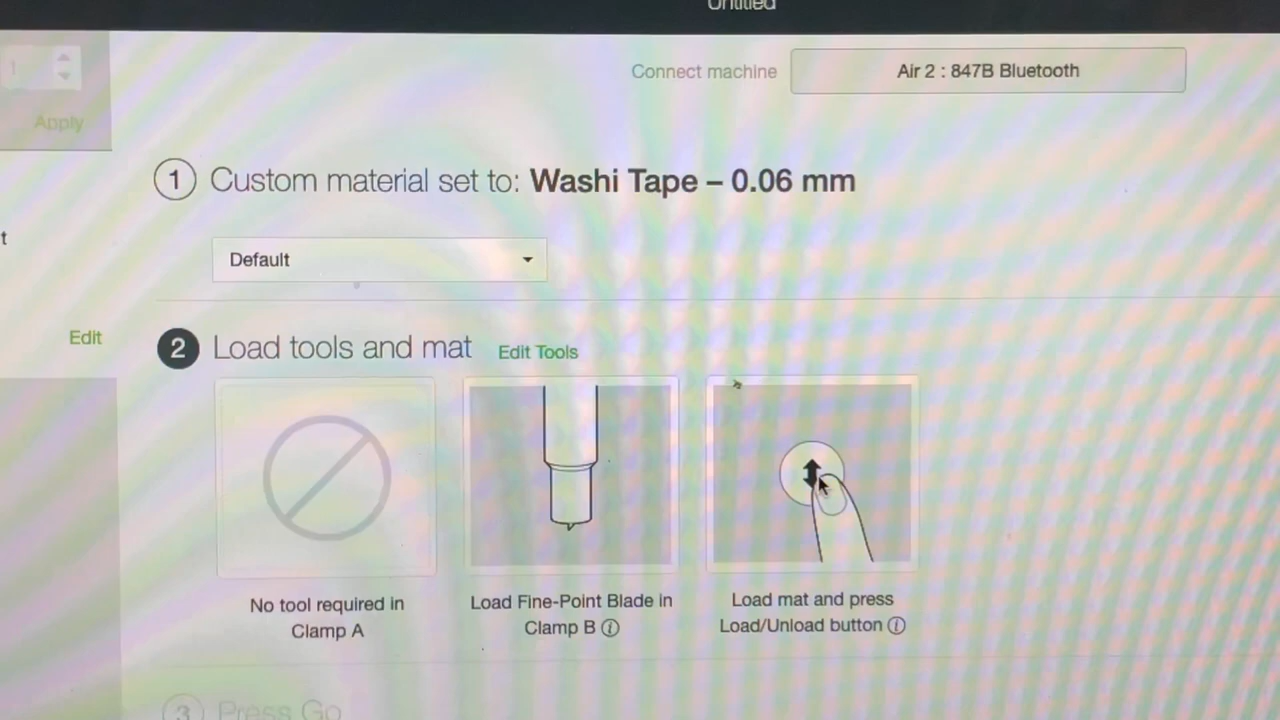 Untitled
1
Connect machine
Air 2 : 847B Bluetooth
Apply
1 Custom material set to: Washi Tape – 0.06 mm
t
Default
Edit
2 Load tools and mat Edit Tools
No tool required in
Clamp A
Load Fine-Point Blade in
Clamp B i
Load mat and press
Load/Unload button i
3 Press Go